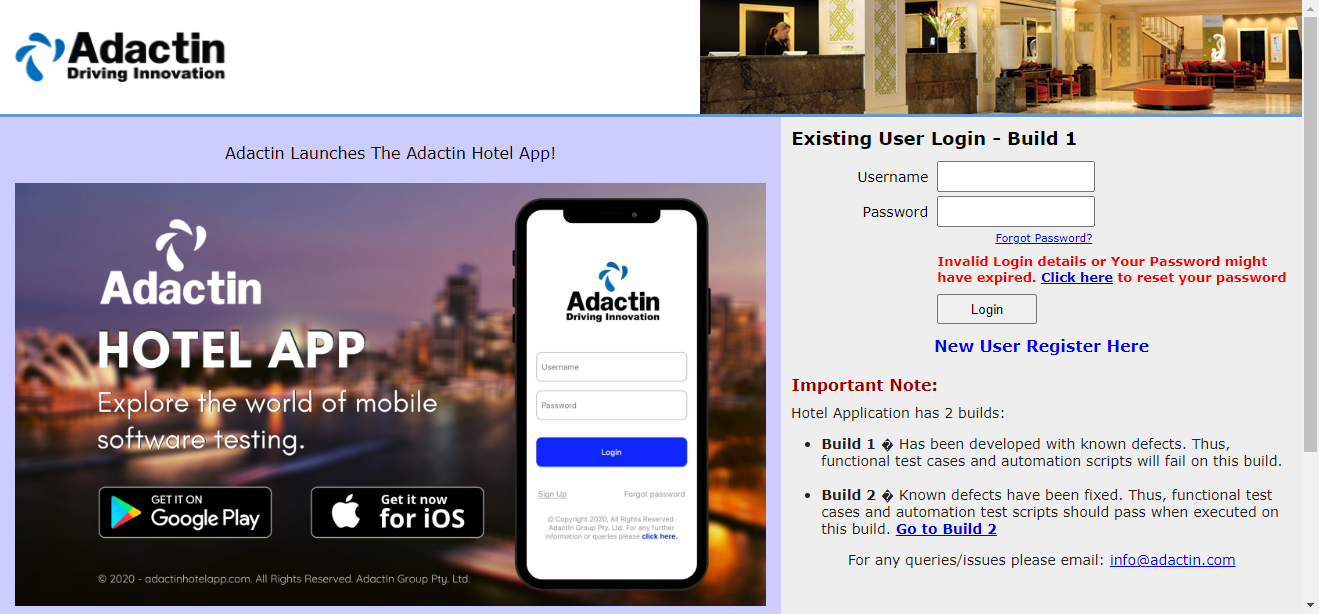 Adactin
Driving Innovation
Adactin Launches The Adactin Hotel App!
Adactin
HOTEL APP
Explore the world of mobile
software testing.
GET IT ON
Google Play
Get it now
for iOS
© 2020 - adactinhotelapp.com. All Rights Reserved. Adactin Group Pty. Ltd.
Adactin
Driving Innovation
Username
Password
Login
Sign Up Forgot password
© Copyright 2020, All Rights Reserved.
Adactin Group Pty. Ltd. For any further
information or queries please click here.
Existing User Login - Build 1
Username
Password
Forgot Password?
Invalid Login details or Your Password might
have expired. Click here to reset your password
Login
New User Register Here
Important Note:
Hotel Application has 2 builds:
• Build 1 � Has been developed with known defects. Thus,
functional test cases and automation scripts will fail on this build.
• Build 2 � Known defects have been fixed. Thus, functional test
cases and automation test scripts should pass when executed on
this build. Go to Build 2
For any queries/issues please email: info@adactin.com